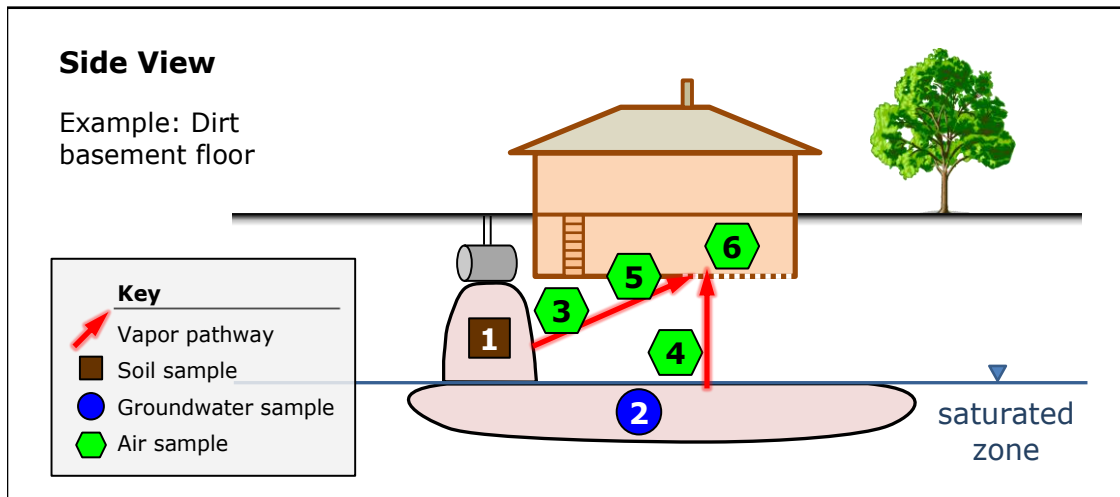 Side View
Example: Dirt
basement floor
6
5
3
1
4
2
Key
Vapor pathway
Soil sample
Groundwater sample
Air sample
saturated
zone